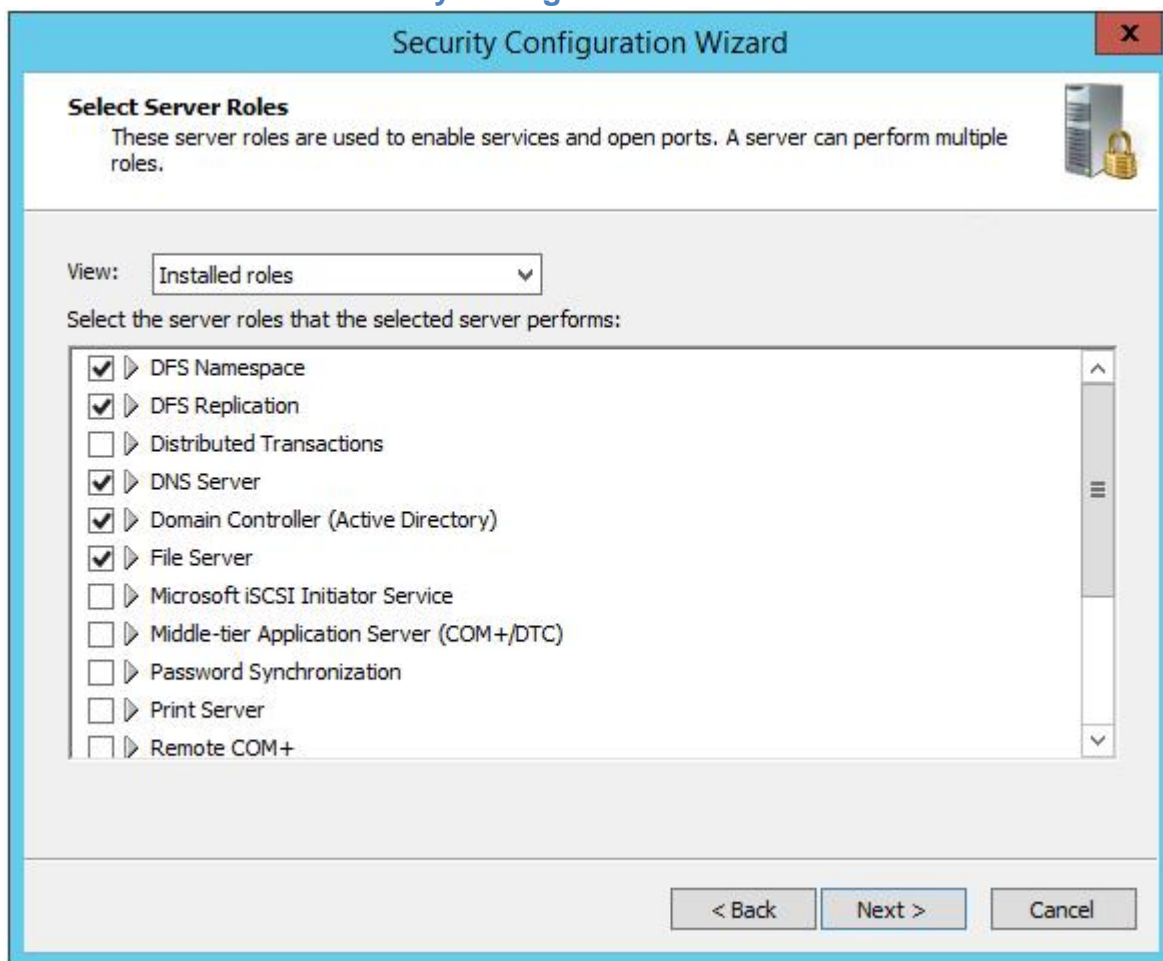 Security Configuration Wizard
x
Select Server Roles
These server roles are used to enable services and open ports. A server can perform multiple
roles.
View:
Installed roles
Select the server roles that the selected server performs:
DFS Namespace
DFS Replication
Distributed Transactions
DNS Server
Domain Controller (Active Directory)
File Server
Microsoft iSCSI Initiator Service
Middle-tier Application Server (COM+/DTC)
Password Synchronization
Print Server
Remote COM+
< Back
Next >
Cancel